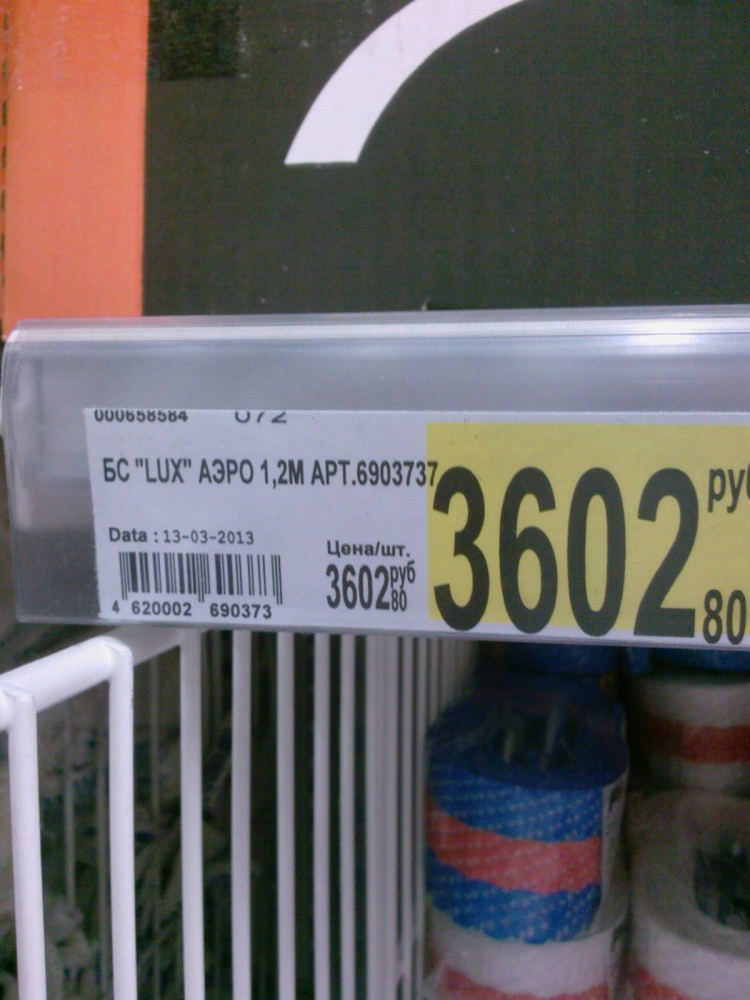 000658584 072
БС "LUX" АЭРО 1,2М АРТ.6903737
Data : 13-03-2013
Цена/шт.
3602 руб 80
4 620002 690373
3602 руб 80